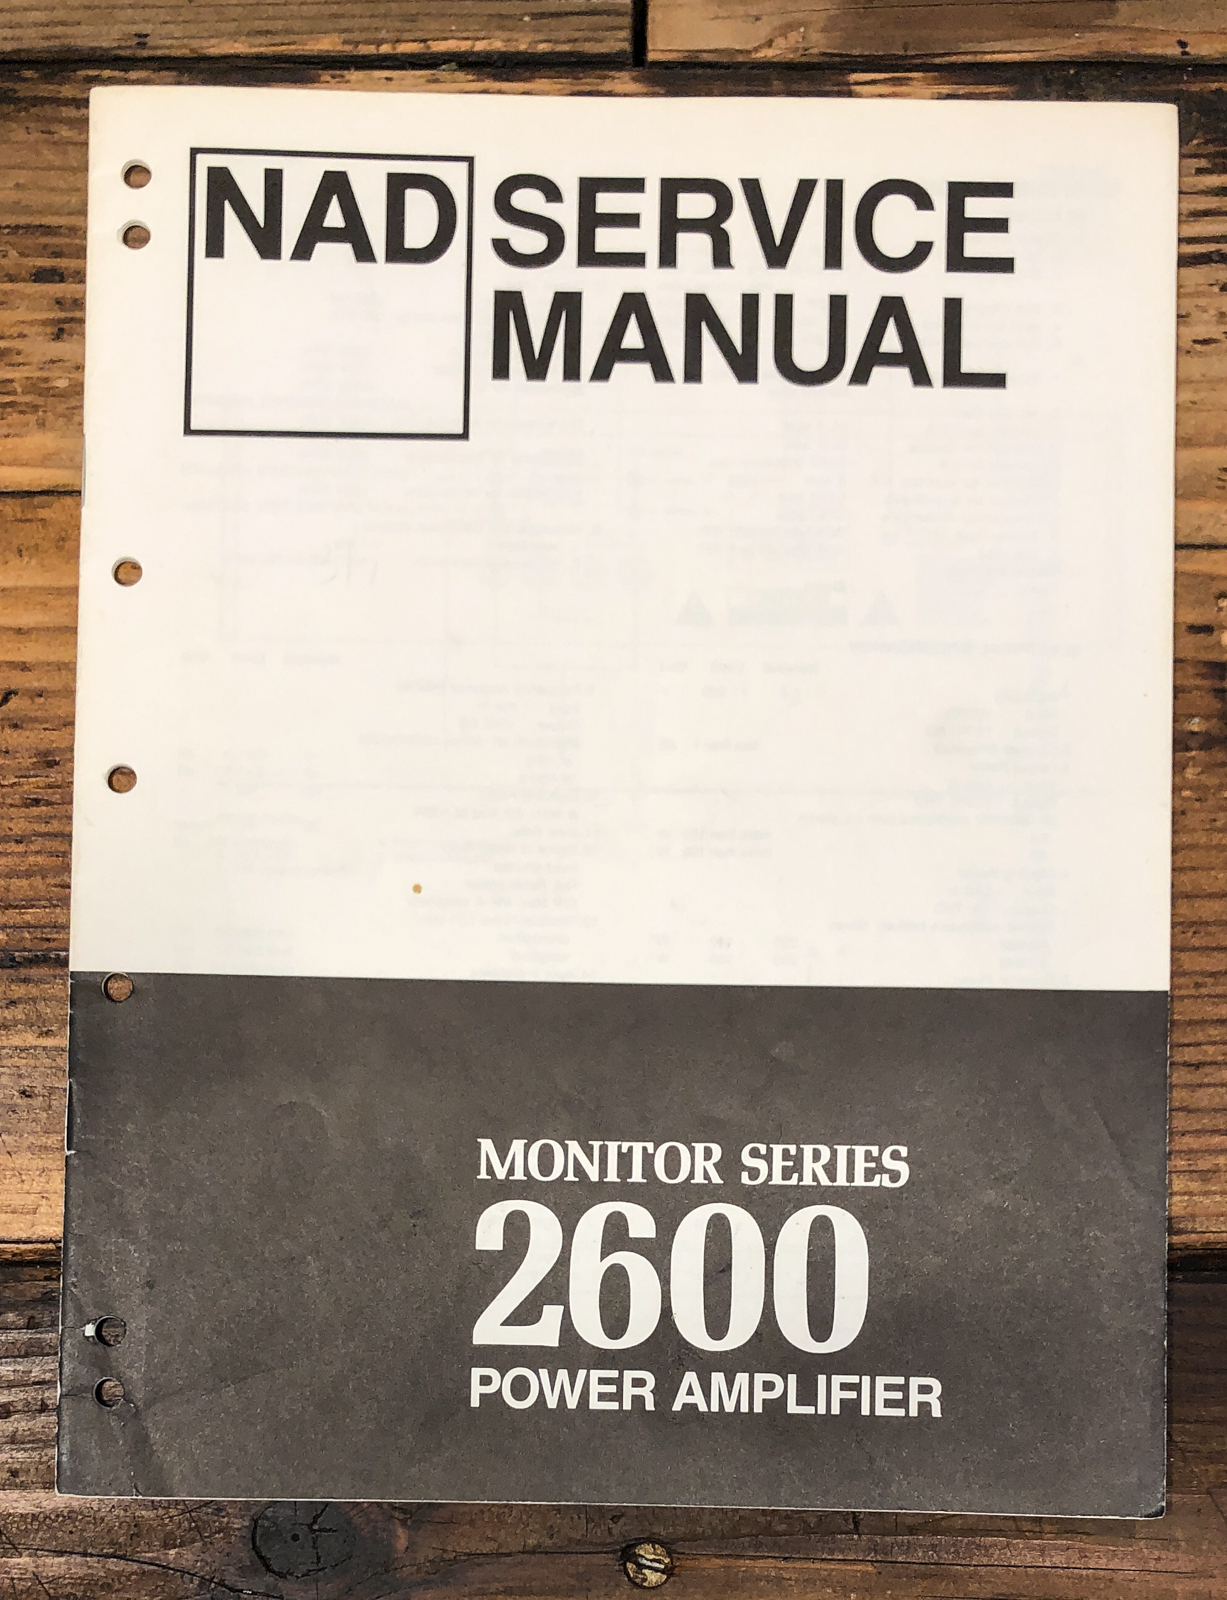 NAD SERVICE
MANUAL
MONITOR SERIES
2600
POWER AMPLIFIER